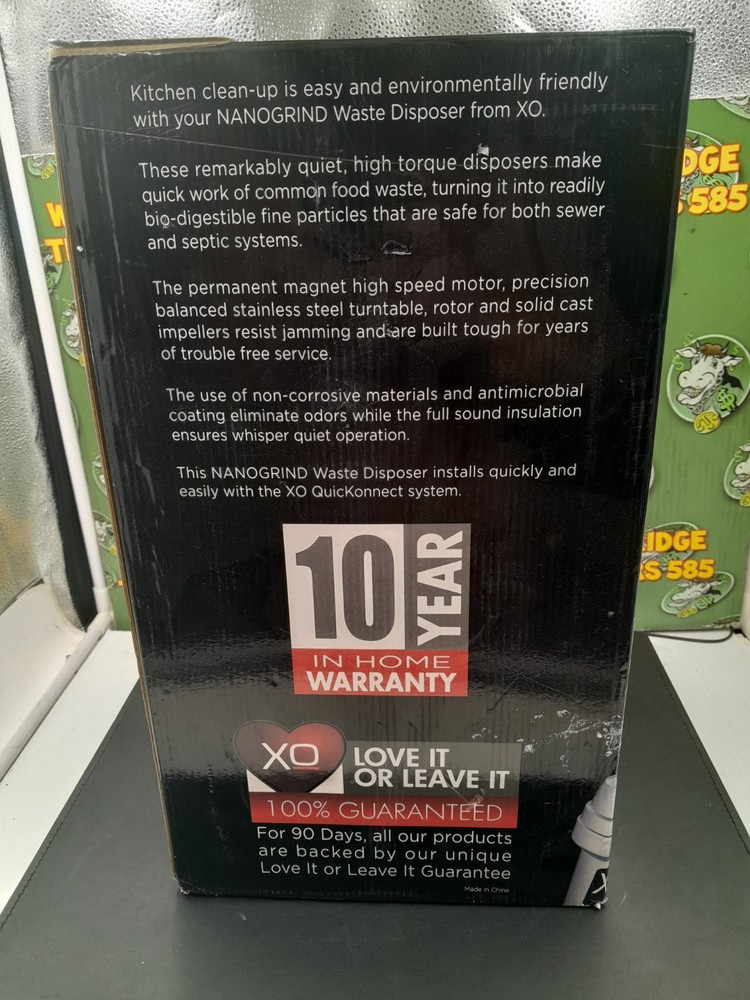 Kitchen clean-up is easy and environmentally friendly
with your NANOGRIND Waste Disposer from XO.
These remarkably quiet, high torque disposers make
quick work of common food waste, turning it into readily
bio-digestible fine particles that are safe for both sewer
and septic systems.
The permanent magnet high speed motor, precision
balanced stainless steel turntable, rotor and solid cast
impellers resist jamming and are built tough for years
of trouble free service.
The use of non-corrosive materials and antimicrobial
coating eliminate odors while the full sound insulation
ensures whisper quiet operation.
This NANOGRIND Waste Disposer installs quickly and
easily with the XO QuicKonnect system.
10 YEAR
IN HOME
WARRANTY
XO LOVE IT
OR LEAVE IT
100% GUARANTEED
For 90 Days, all our products
are backed by our unique
Love It or Leave It Guarantee
Made in China
585
585